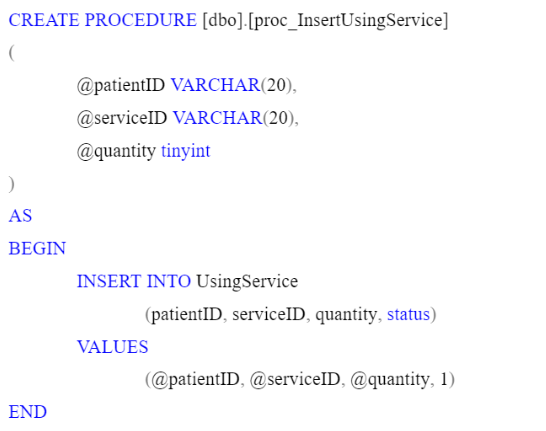 CREATE PROCEDURE [dbo].[proc_InsertUsingService]
(
@patientID VARCHAR(20),
@serviceID VARCHAR(20),
@quantity tinyint
)
AS
BEGIN
INSERT INTO UsingService
(patientID, serviceID, quantity, status)
VALUES
(@patientID, @serviceID, @quantity, 1)
END